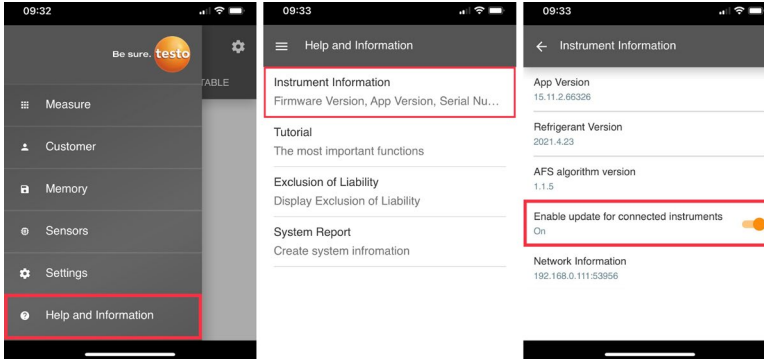 09:32
Be sure. testo
TABLE
Measure
Customer
Memory
Sensors
Settings
Help and Information
09:33
Help and Information
Instrument Information
Firmware Version, App Version, Serial Nu...
Tutorial
The most important functions
Exclusion of Liability
Display Exclusion of Liability
System Report
Create system infromation
09:33
Instrument Information
App Version
15.11.2.66326
Refrigerant Version
2021.4.23
AFS algorithm version
1.1.5
Enable update for connected instruments
On
Network Information
192.168.0.111:53956